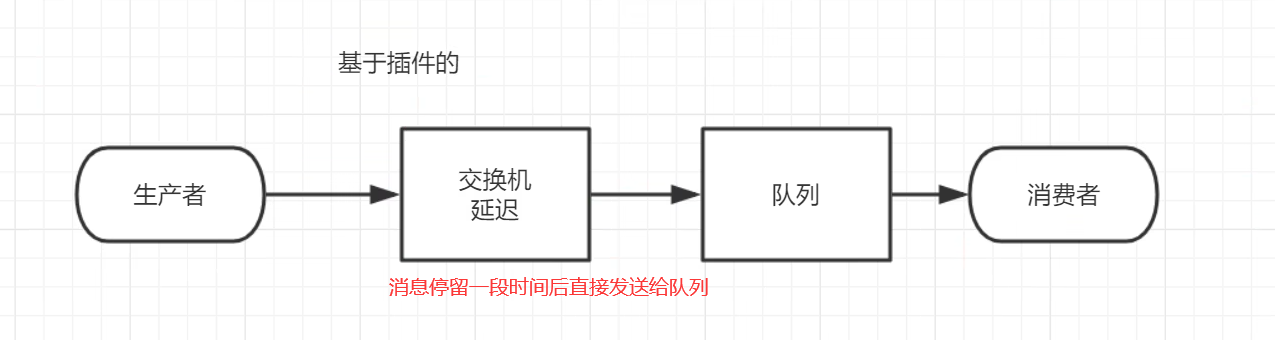 基于插件的
生产者
交换机
延迟
队列
消费者
消息停留一段时间后直接发送给队列